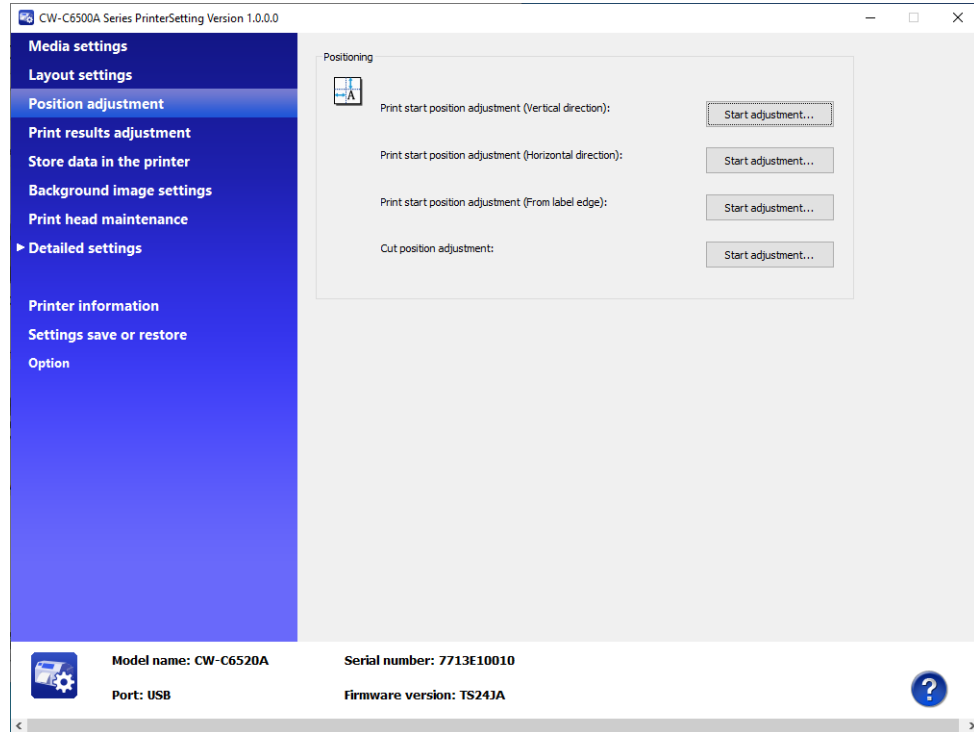 CW-C6500A Series PrinterSetting Version 1.0.0.0
Media settings
Layout settings
Position adjustment
Print results adjustment
Store data in the printer
Background image settings
Print head maintenance
Detailed settings
Printer information
Settings save or restore
Option
Positioning
A
Print start position adjustment (Vertical direction):
Start adjustment...
Print start position adjustment (Horizontal direction):
Start adjustment...
Print start position adjustment (From label edge):
Start adjustment...
Cut position adjustment:
Start adjustment...
Model name: CW-C6520A
Serial number: 7713E10010
Port: USB
Firmware version: TS24JA
?